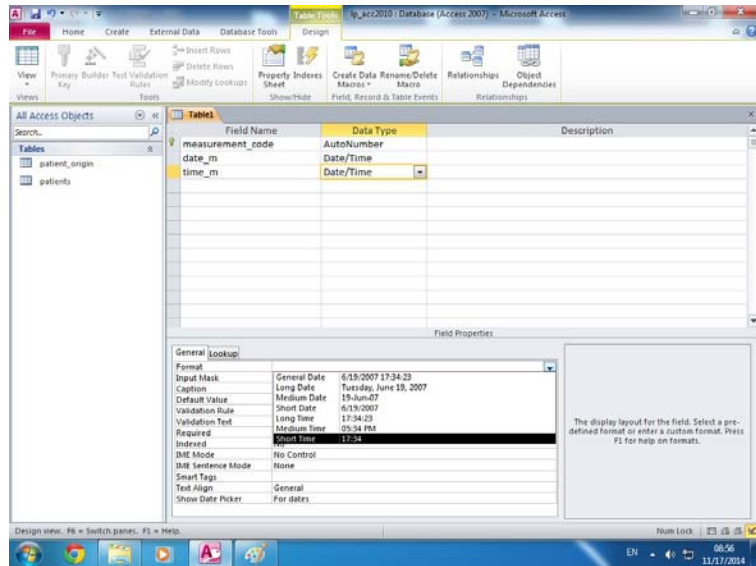 Table Tools
lp_acc2010 : Database (Access 2007) - Microsoft Access
File Home Create External Data Database Tools Design
View
Primary Key
Builder
Test Validation Rules
Insert Rows
Delete Rows
Modify Lookups
Property Sheet
Indexes
Create Data Macros
Rename/Delete Macro
Relationships
Object Dependencies
Views Tools Show/Hide Field, Record & Table Events Relationships
All Access Objects
Search...
Tables
patient_origin
patients
Table1
Field Name Data Type Description
measurement_code AutoNumber
date_m Date/Time
time_m Date/Time
Field Properties
General Lookup
Format
Input Mask
Caption
Default Value
Validation Rule
Validation Text
Required
Indexed No
IME Mode No Control
IME Sentence Mode None
Smart Tags
Text Align General
Show Date Picker For dates
General Date 6/19/2007 17:34:23
Long Date Tuesday, June 19, 2007
Medium Date 19-Jun-07
Short Date 6/19/2007
Long Time 17:34:23
Medium Time 05:34 PM
Short Time 17:34
The display layout for the field. Select a pre-
defined format or enter a custom format. Press
F1 for help on formats.
Design view. F6 = Switch panes. F1 = Help.
Num Lock
EN
08:56
11/17/2014